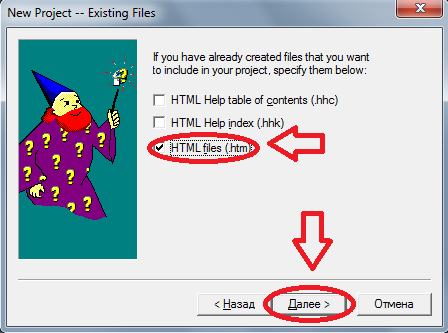 New Project -- Existing Files
If you have already created files that you want
to include in your project, specify them below:
HTML Help table of contents (.hhc)
HTML Help index (.hhk)
HTML files (.htm)
< Назад
Далее >
Отмена